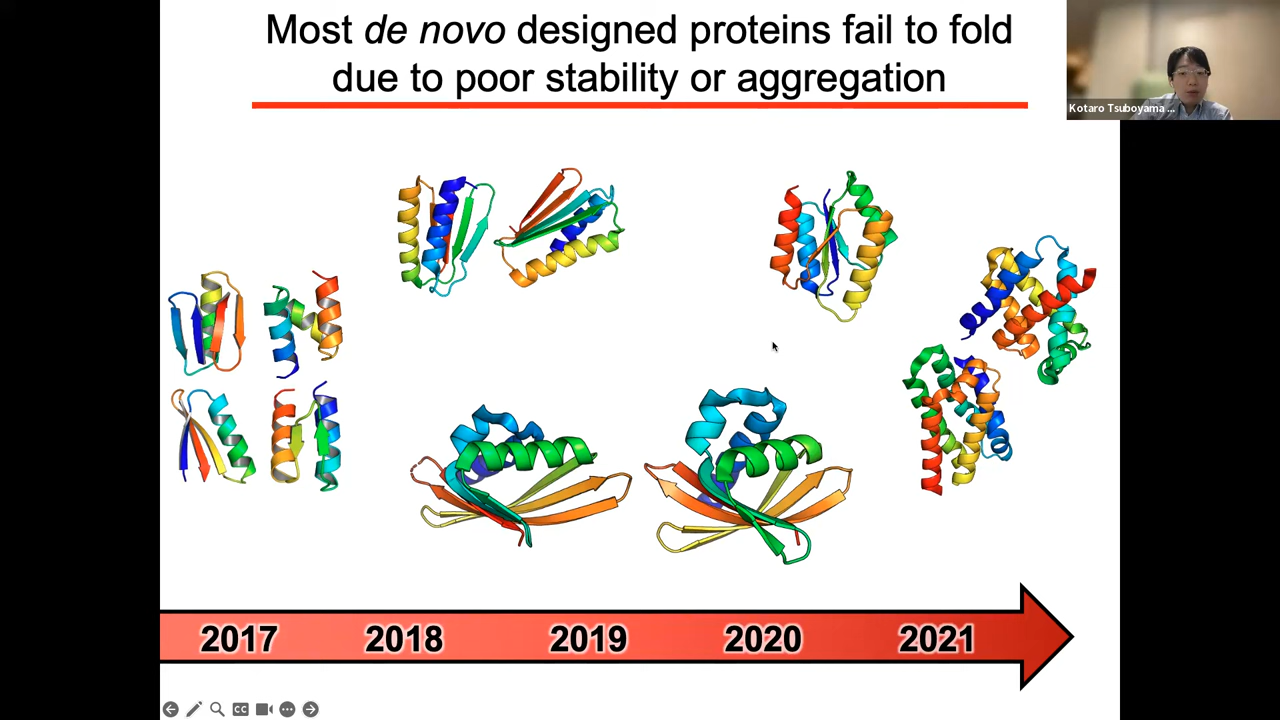 Most de novo designed proteins fail to fold
due to poor stability or aggregation
Kotaro Tsuboyama ...
2017 2018 2019 2020 2021
CC